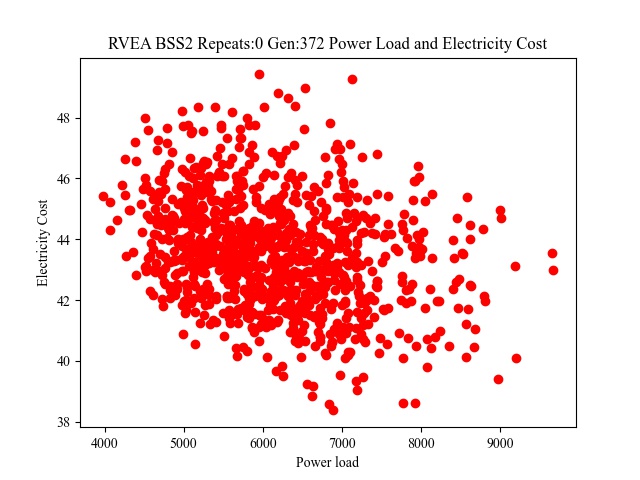 RVEA BSS2 Repeats:0 Gen:372 Power Load and Electricity Cost
Electricity Cost
48
46
44
42
40
38
4000 5000 6000 7000 8000 9000
Power load